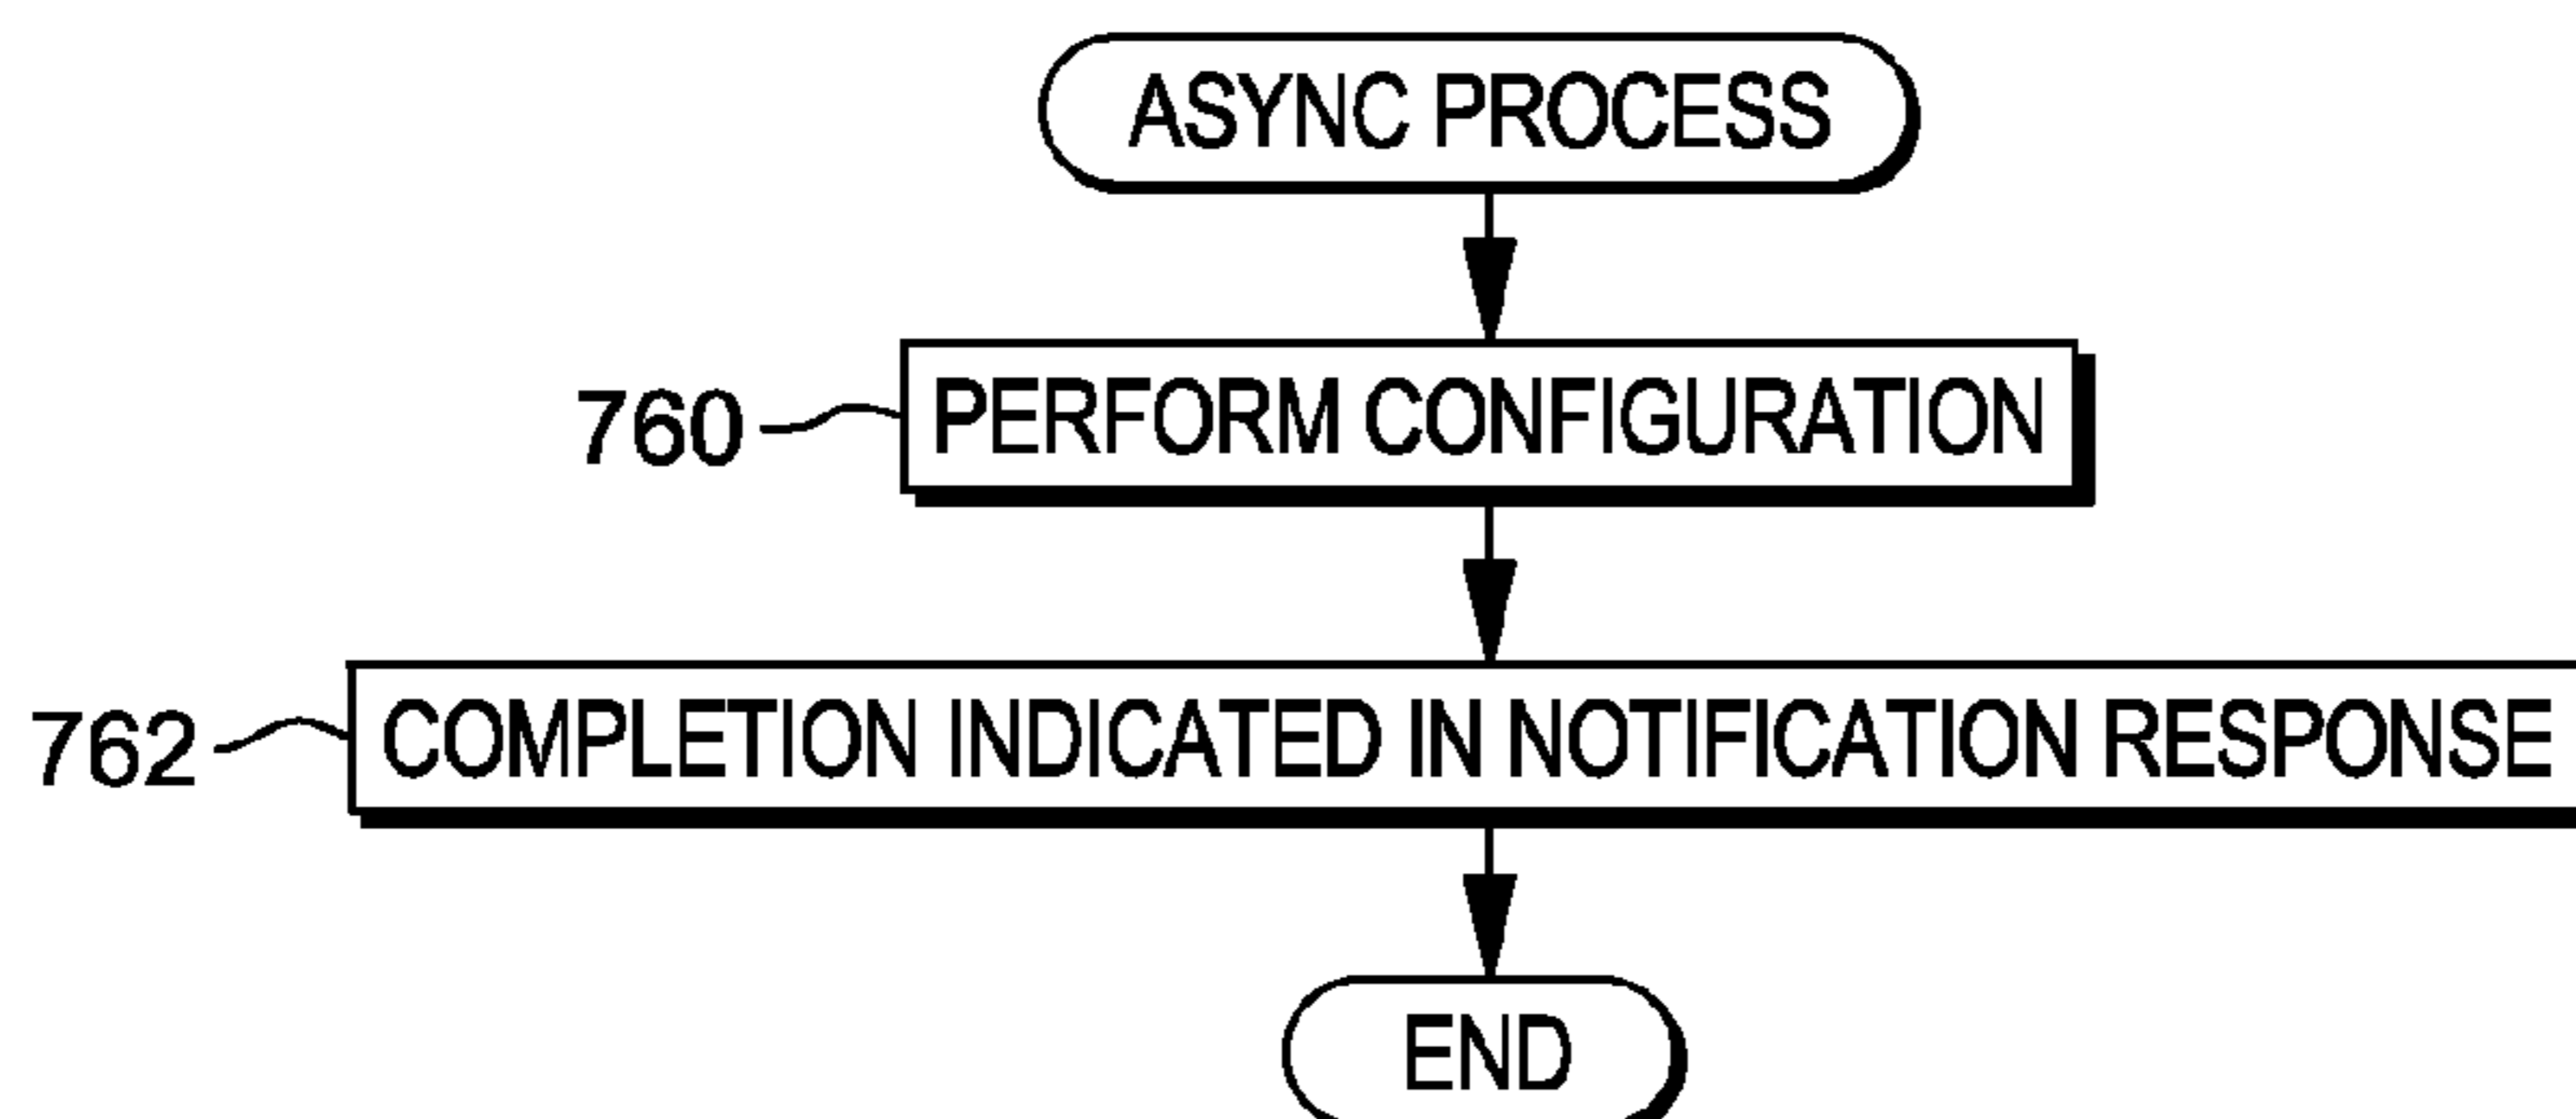 ASYNC PROCESS
760 PERFORM CONFIGURATION
762 COMPLETION INDICATED IN NOTIFICATION RESPONSE
END